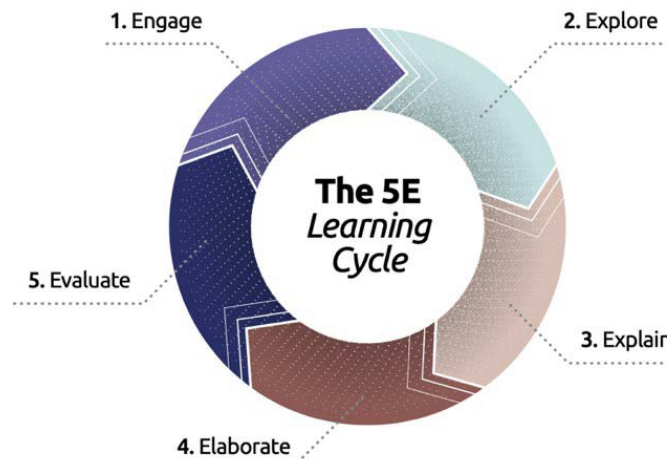 1. Engage
2. Explore
The 5E
Learning
Cycle
5. Evaluate
3. Explain
4. Elaborate